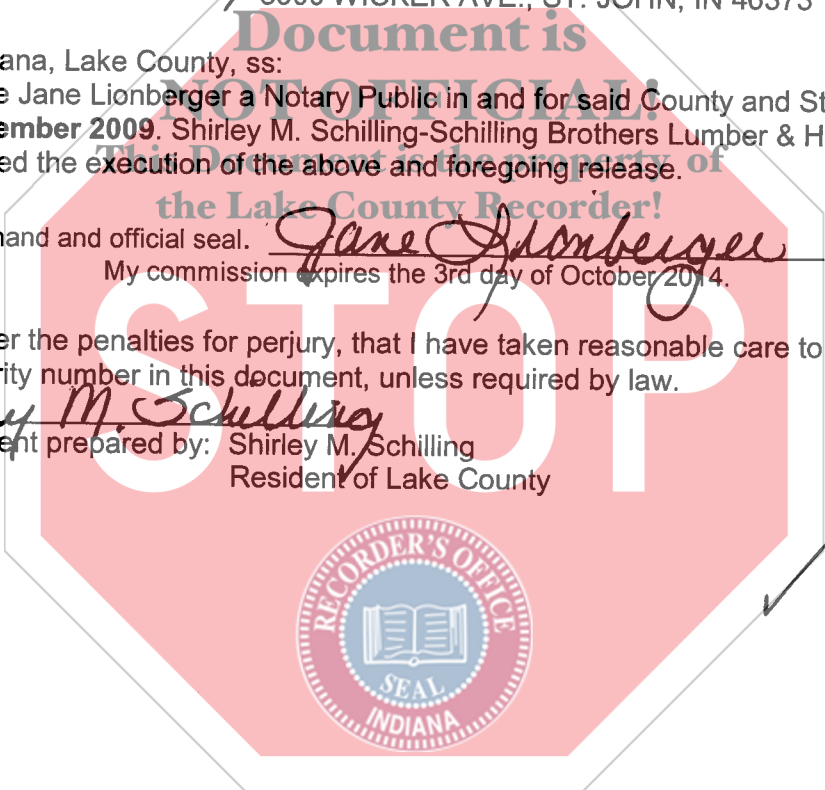 WICKER AVE., ST. JOHN, IN 46373
Document is
ana, Lake County, ss:
NOT OFFICIAL!
e Jane Lionberger a Notary Public in and for said County and St
ember 2009. Shirley M. Schilling-Schilling Brothers Lumber & H
This Document is the property of
ed the execution of the above and foregoing release.
the Lake County Recorder!
hand and official seal. Jane Lionberger
My commission expires the 3rd day of October 2014.
STOP
er the penalties for perjury, that I have taken reasonable care to
rity number in this document, unless required by law.
y M. Schilling
ent prepared by: Shirley M. Schilling
Resident of Lake County
RECORDER'S OFFICE
SEAL
INDIANA